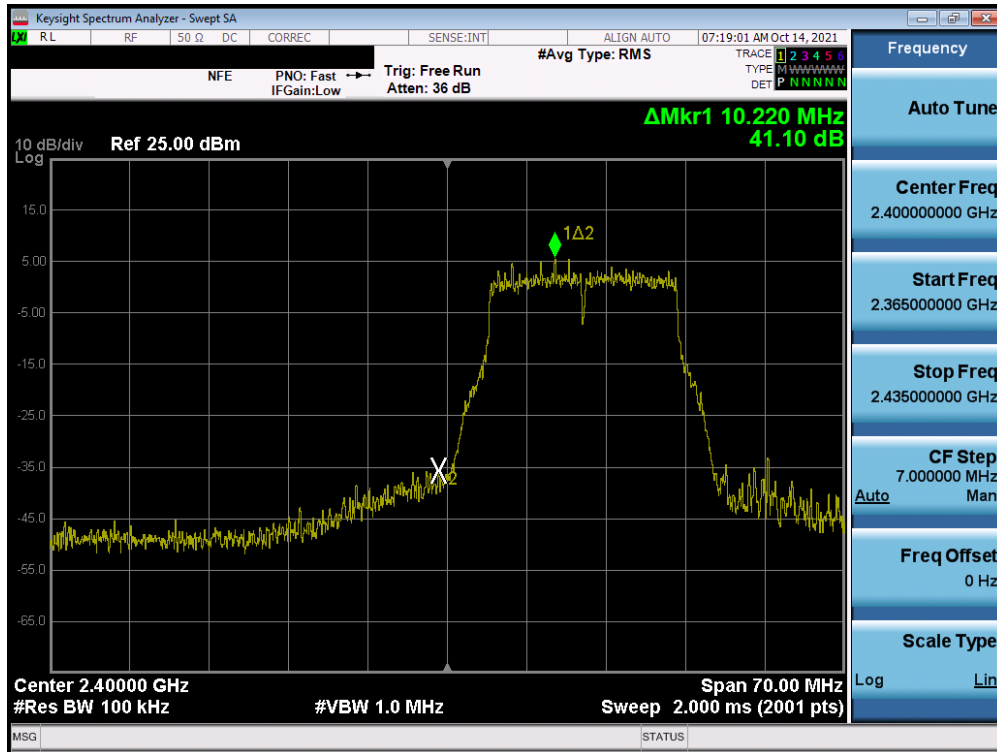 Keysight Spectrum Analyzer - Swept SA
LXI RL RF 50 Ω DC CORREC SENSE:INT ALIGN AUTO 07:19:01 AM Oct 14, 2021
Frequency
#Avg Type: RMS
TRACE 1 2 3 4 5 6
NFE PNO: Fast Trig: Free Run
TYPE M WWWWW
IFGain:Low Atten: 36 dB
DET P N N N N N
Auto Tune
ΔMkr1 10.220 MHz
41.10 dB
10 dB/div Ref 25.00 dBm
Log
15.0
5.00
-5.00
-15.0
-25.0
-35.0
-45.0
-55.0
-65.0
1Δ2
2
Center Freq
2.400000000 GHz
Start Freq
2.365000000 GHz
Stop Freq
2.435000000 GHz
CF Step
7.000000 MHz
Auto Man
Freq Offset
0 Hz
Scale Type
Log Lin
Center 2.40000 GHz Span 70.00 MHz
#Res BW 100 kHz #VBW 1.0 MHz Sweep 2.000 ms (2001 pts)
MSG STATUS